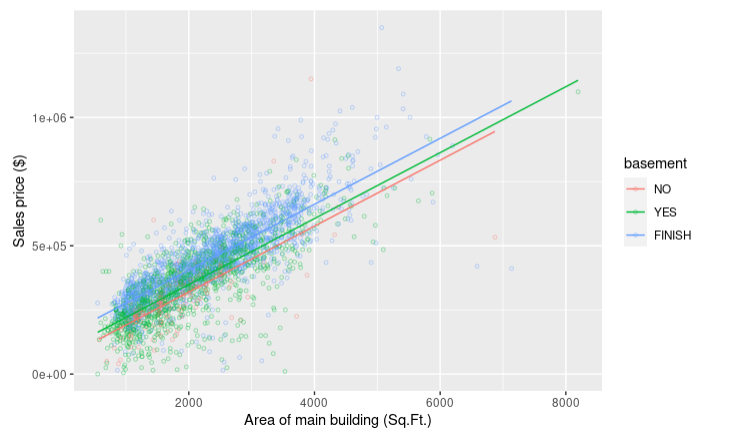 1e+06
5e+05
0e+00
Sales price ($)
2000 4000 6000 8000
Area of main building (Sq.Ft.)
basement
NO
YES
FINISH